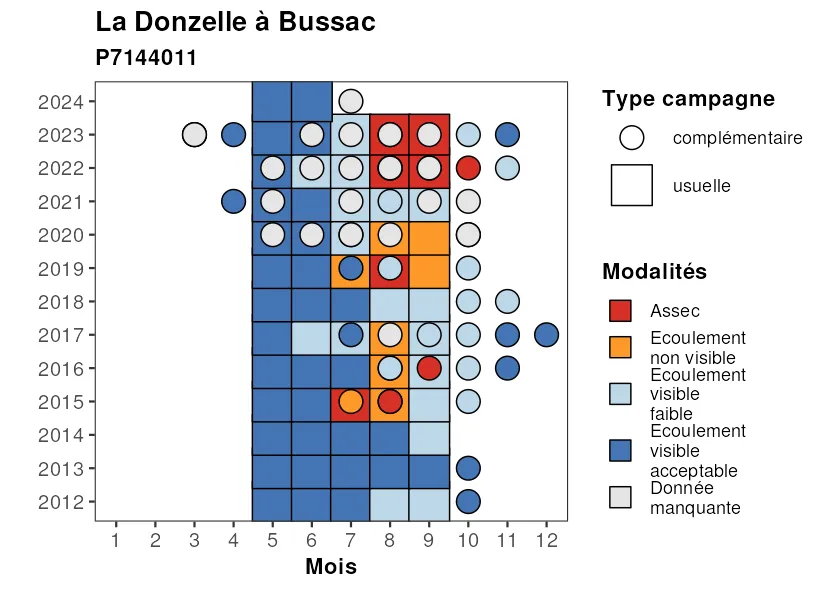 La Donzelle à Bussac
P7144011
2024
2023
2022
2021
2020
2019
2018
2017
2016
2015
2014
2013
2012
1 2 3 4 5 6 7 8 9 10 11 12
Mois
Type campagne
complémentaire
usuelle
Modalités
Assec
Ecoulement
non visible
Ecoulement
visible
faible
Ecoulement
visible
acceptable
Donnée
manquante